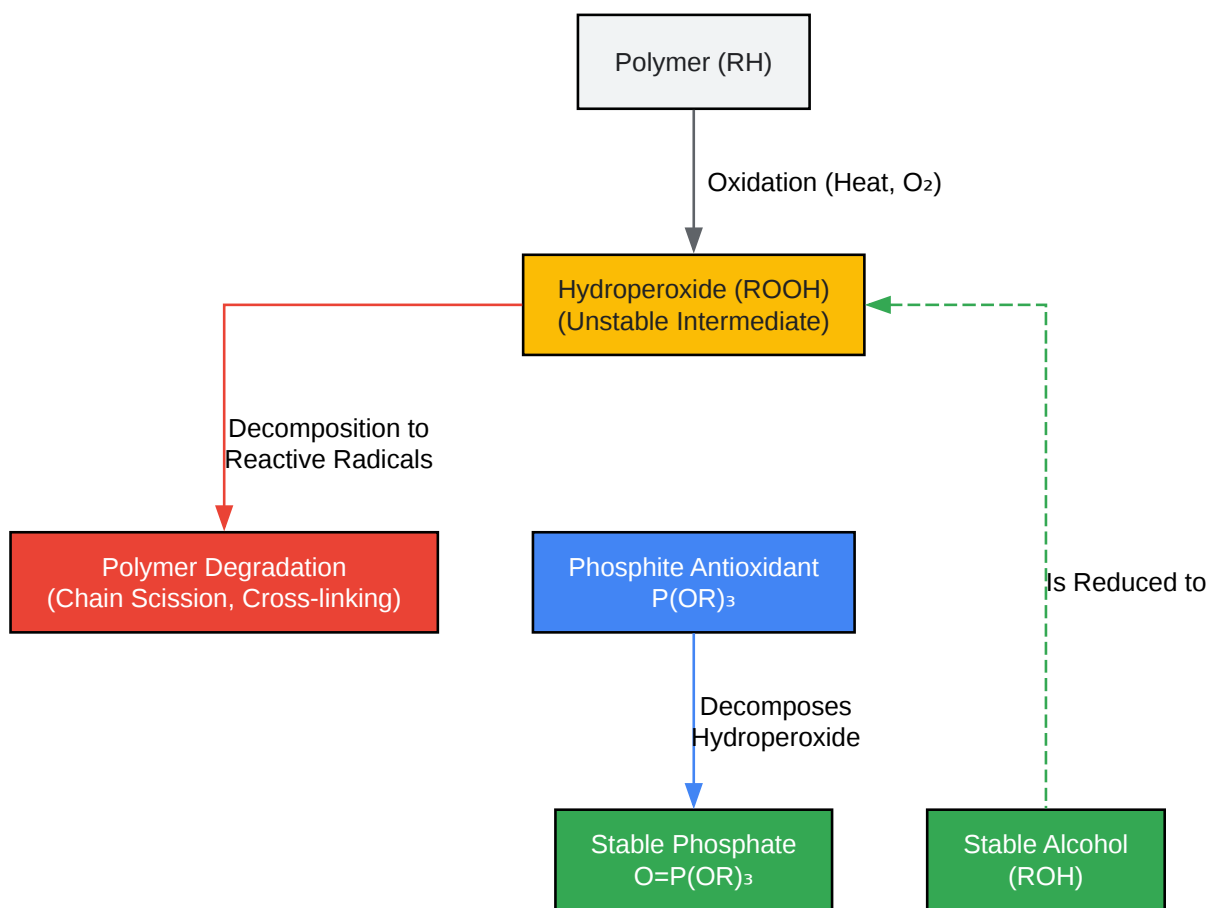 Polymer (RH)
Oxidation (Heat, O₂)
Hydroperoxide (ROOH)
(Unstable Intermediate)
Decomposition to
Reactive Radicals
Polymer Degradation
(Chain Scission, Cross-linking)
Phosphite Antioxidant
P(OR)₃
Is Reduced to
Decomposes
Hydroperoxide
Stable Phosphate
O=P(OR)₃
Stable Alcohol
(ROH)